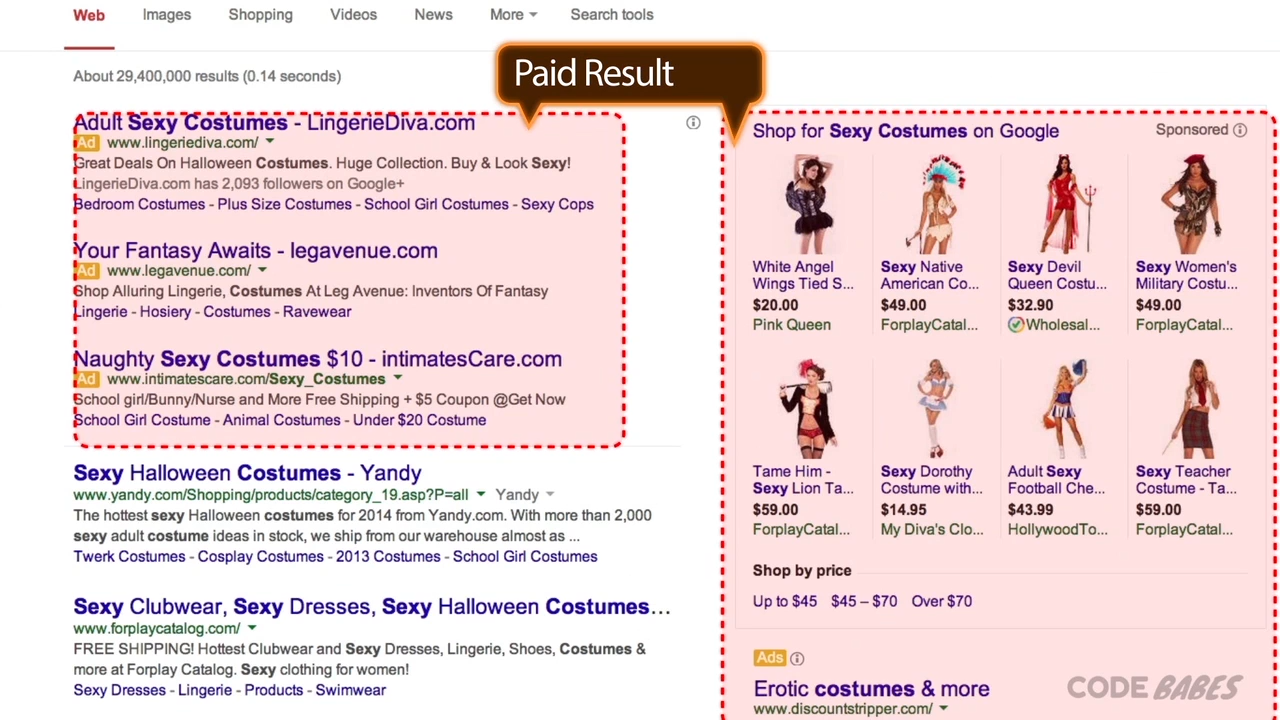 Web Images Shopping Videos News More Search tools
About 29,400,000 results (0.14 seconds)
Paid Result
Adult Sexy Costumes - LingerieDiva.com
Ad www.lingeriediva.com/
Great Deals On Halloween Costumes. Huge Collection. Buy & Look Sexy!
LingerieDiva.com has 2,093 followers on Google+
Bedroom Costumes - Plus Size Costumes - School Girl Costumes - Sexy Cops
Your Fantasy Awaits - legavenue.com
Ad www.legavenue.com/
Shop Alluring Lingerie, Costumes At Leg Avenue: Inventors Of Fantasy
Lingerie - Hosiery - Costumes - Ravewear
Naughty Sexy Costumes $10 - intimatesCare.com
Ad www.intimatescare.com/Sexy_Costumes
School girl/Bunny/Nurse and More Free Shipping + $5 Coupon @Get Now
School Girl Costume - Animal Costumes - Under $20 Costume
Sexy Halloween Costumes - Yandy
www.yandy.com/Shopping/products/category_19.asp?P=all Yandy
The hottest sexy Halloween costumes for 2014 from Yandy.com. With more than 2,000
sexy adult costume ideas in stock, we ship from our warehouse almost as ...
Twerk Costumes - Cosplay Costumes - 2013 Costumes - School Girl Costumes
Sexy Clubwear, Sexy Dresses, Sexy Halloween Costumes...
www.forplaycatalog.com/
FREE SHIPPING! Hottest Clubwear and Sexy Dresses, Lingerie, Shoes, Costumes &
more at Forplay Catalog. Sexy clothing for women!
Sexy Dresses - Lingerie - Products - Swimwear
Shop for Sexy Costumes on Google Sponsored
White Angel
Wings Tied S...
$20.00
Pink Queen
Sexy Native
American Co...
$49.00
ForplayCatal...
Sexy Devil
Queen Costu...
$32.90
Wholesal...
Sexy Women's
Military Costu...
$49.00
ForplayCatal...
Tame Him -
Sexy Lion Ta...
$59.00
ForplayCatal...
Sexy Dorothy
Costume with...
$14.95
My Diva's Clo...
Adult Sexy
Football Che...
$43.99
HollywoodTo...
Sexy Teacher
Costume - Ta...
$59.00
ForplayCatal...
Shop by price
Up to $45 $45 – $70 Over $70
Ads
Erotic costumes & more
www.discountstripper.com/
CODE BABES